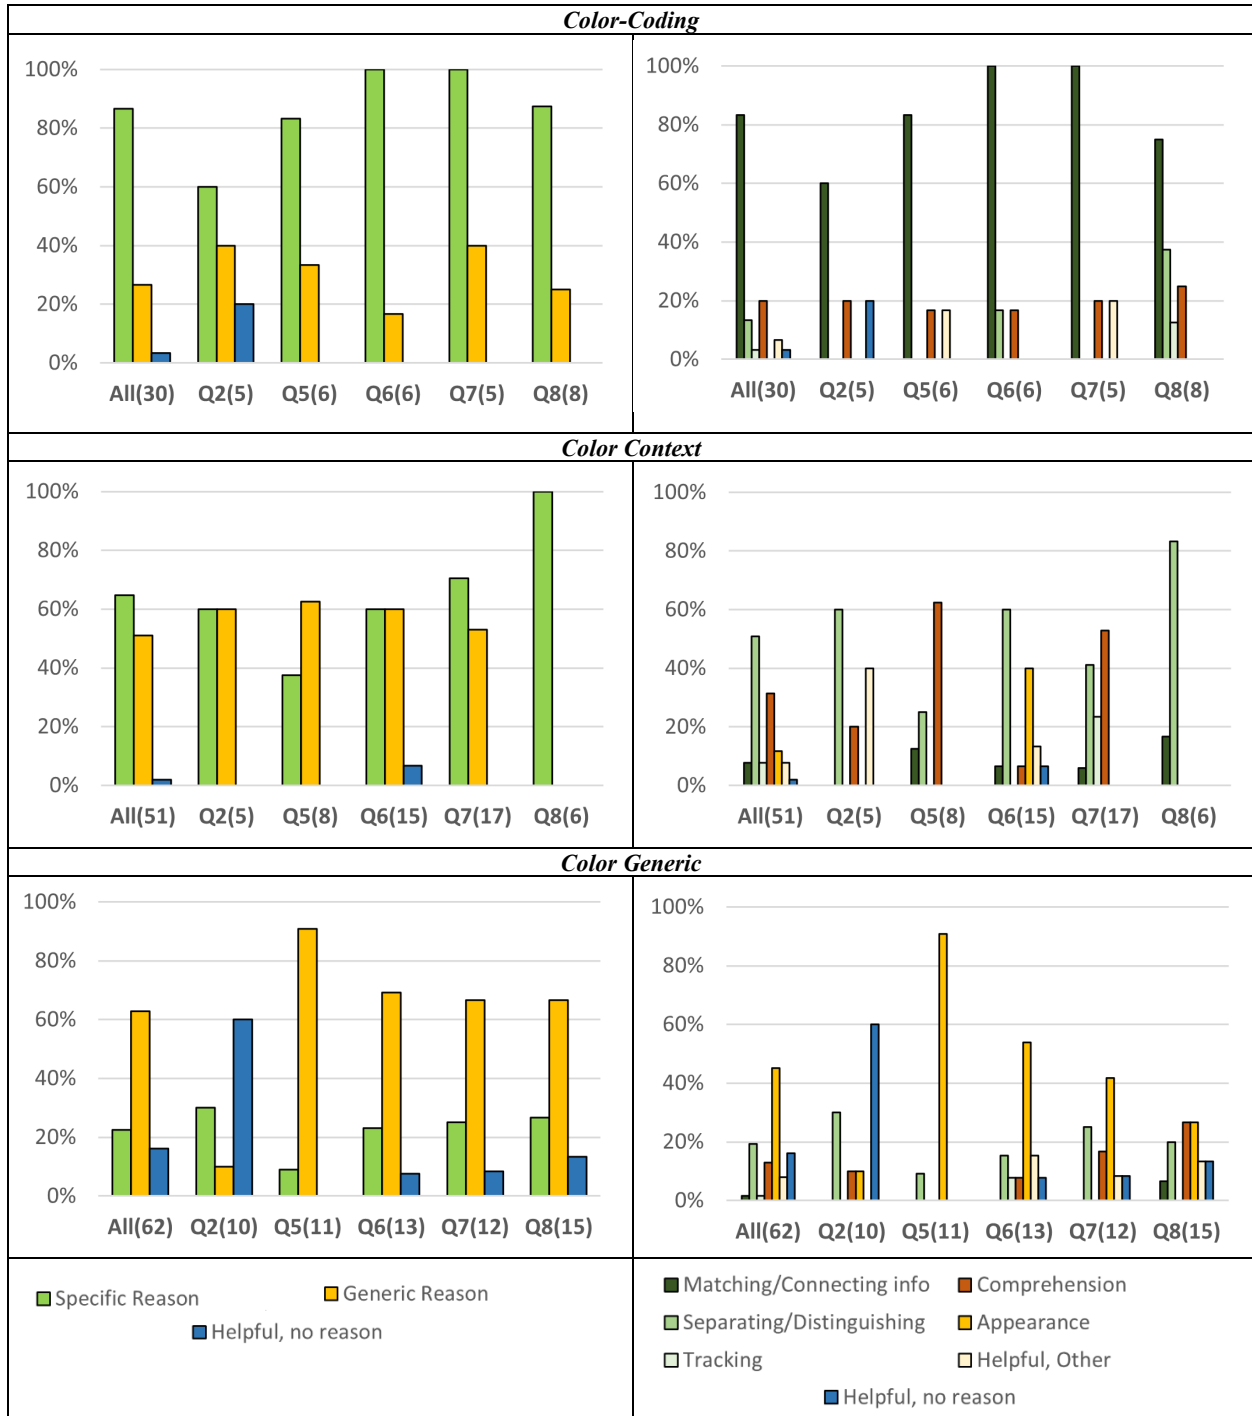 Color-Coding
100%
80%
60%
40%
20%
0%
All(30) Q2(5) Q5(6) Q6(6) Q7(5) Q8(8)
100%
80%
60%
40%
20%
0%
All(30) Q2(5) Q5(6) Q6(6) Q7(5) Q8(8)
Color Context
100%
80%
60%
40%
20%
0%
All(51) Q2(5) Q5(8) Q6(15) Q7(17) Q8(6)
100%
80%
60%
40%
20%
0%
All(51) Q2(5) Q5(8) Q6(15) Q7(17) Q8(6)
Color Generic
100%
80%
60%
40%
20%
0%
All(62) Q2(10) Q5(11) Q6(13) Q7(12) Q8(15)
100%
80%
60%
40%
20%
0%
All(62) Q2(10) Q5(11) Q6(13) Q7(12) Q8(15)
Specific Reason Generic Reason
Helpful, no reason
Matching/Connecting info Comprehension
Separating/Distinguishing Appearance
Tracking Helpful, Other
Helpful, no reason